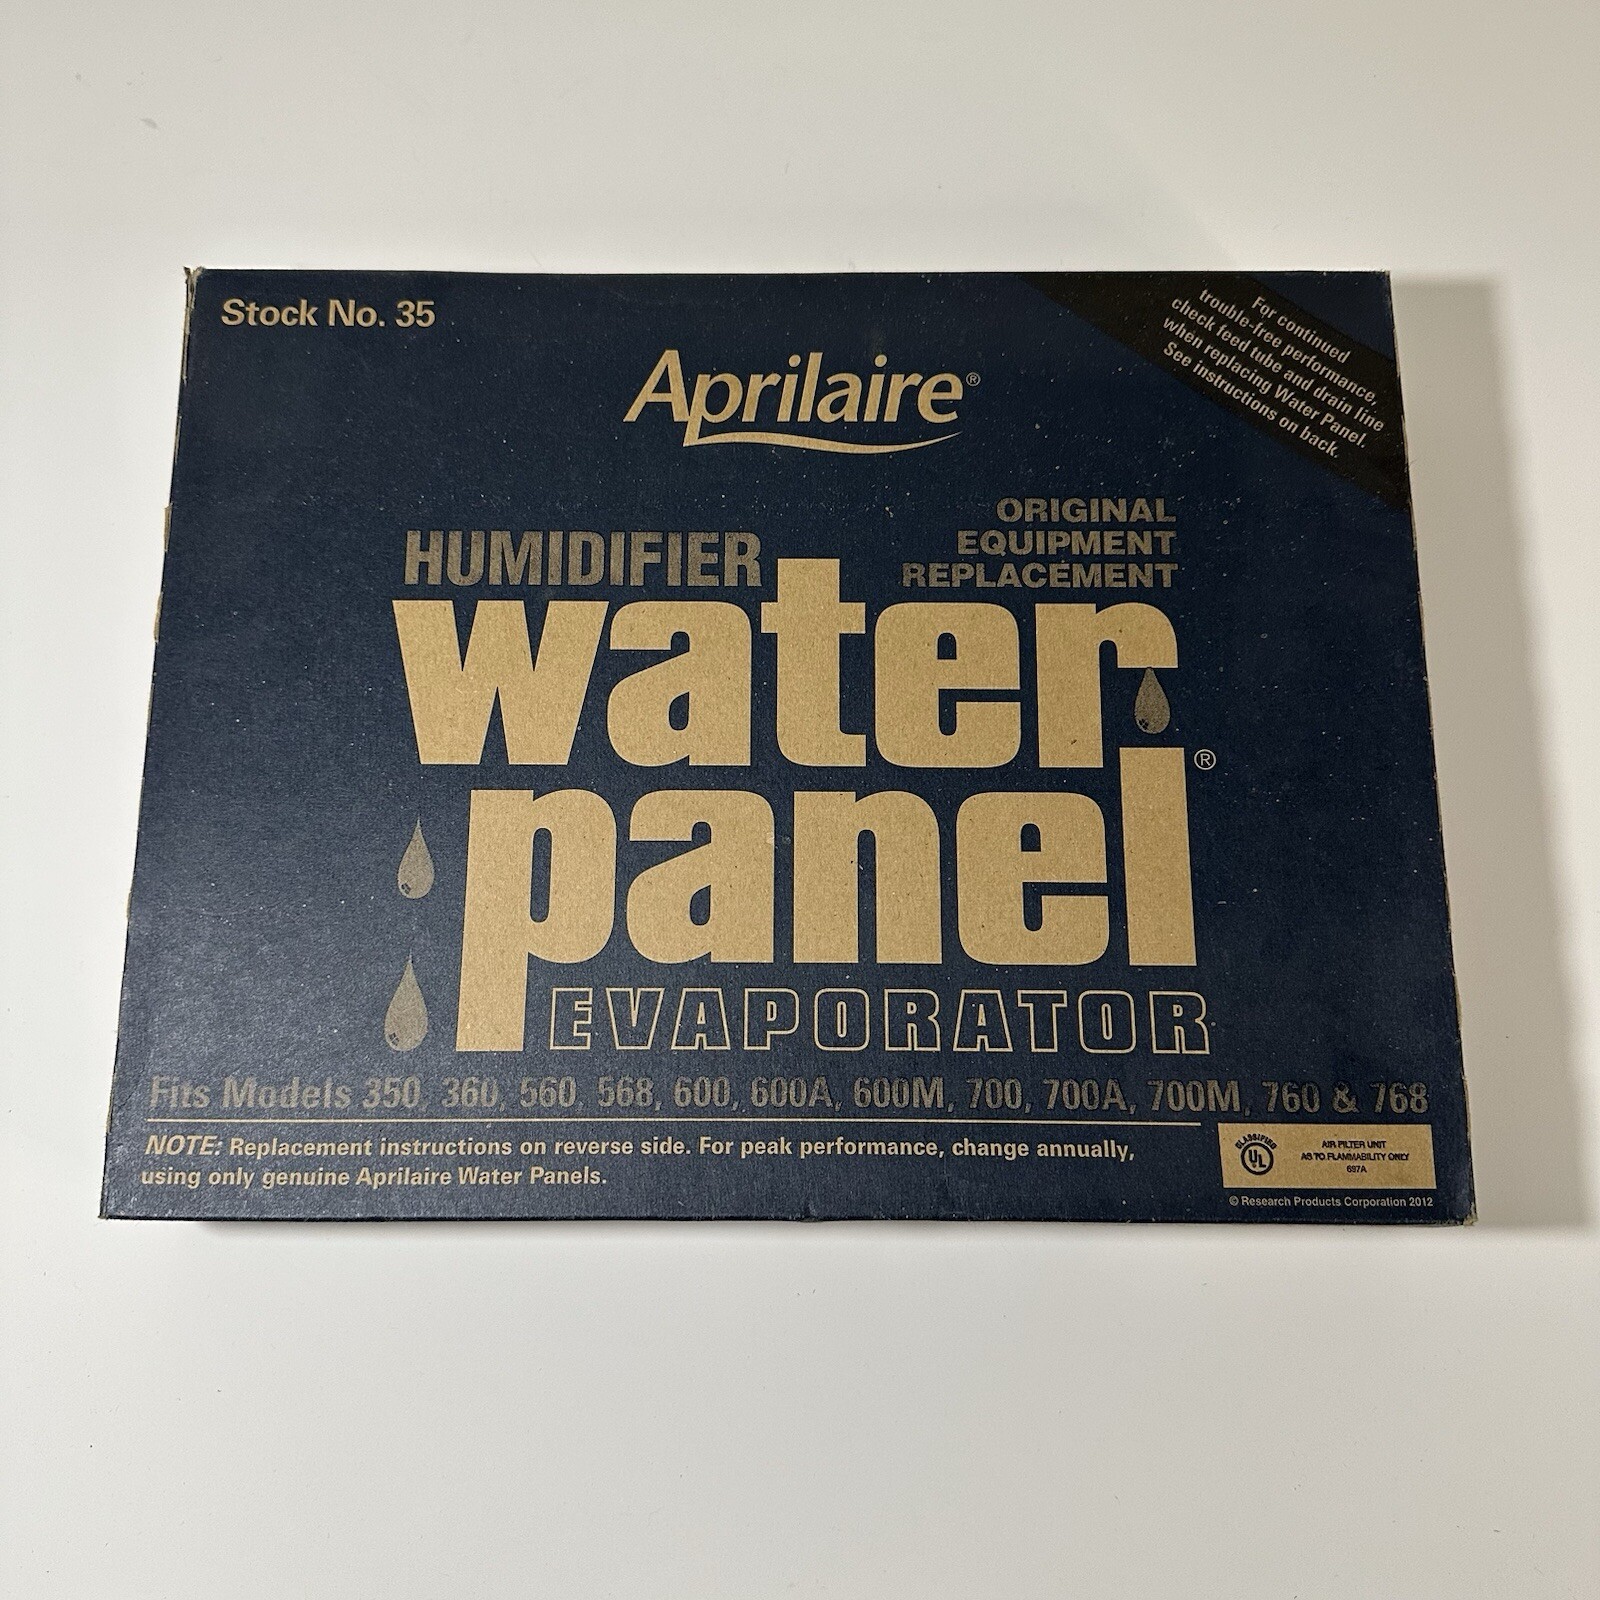 Stock No. 35
For continued
trouble-free performance,
check feed tube and drain line
when replacing Water Panel.
See instructions on back.
Aprilaire®
ORIGINAL
EQUIPMENT
REPLACEMENT
HUMIDIFIER
water
panel®
EVAPORATOR
Fits Models 350, 360, 560, 568, 600, 600A, 600M, 700, 700A, 700M, 760 & 768
NOTE: Replacement instructions on reverse side. For peak performance, change annually,
using only genuine Aprilaire Water Panels.
CLASSIFIED
UL
AIR FILTER UNIT
AS TO FLAMMABILITY ONLY
697A
© Research Products Corporation 2012